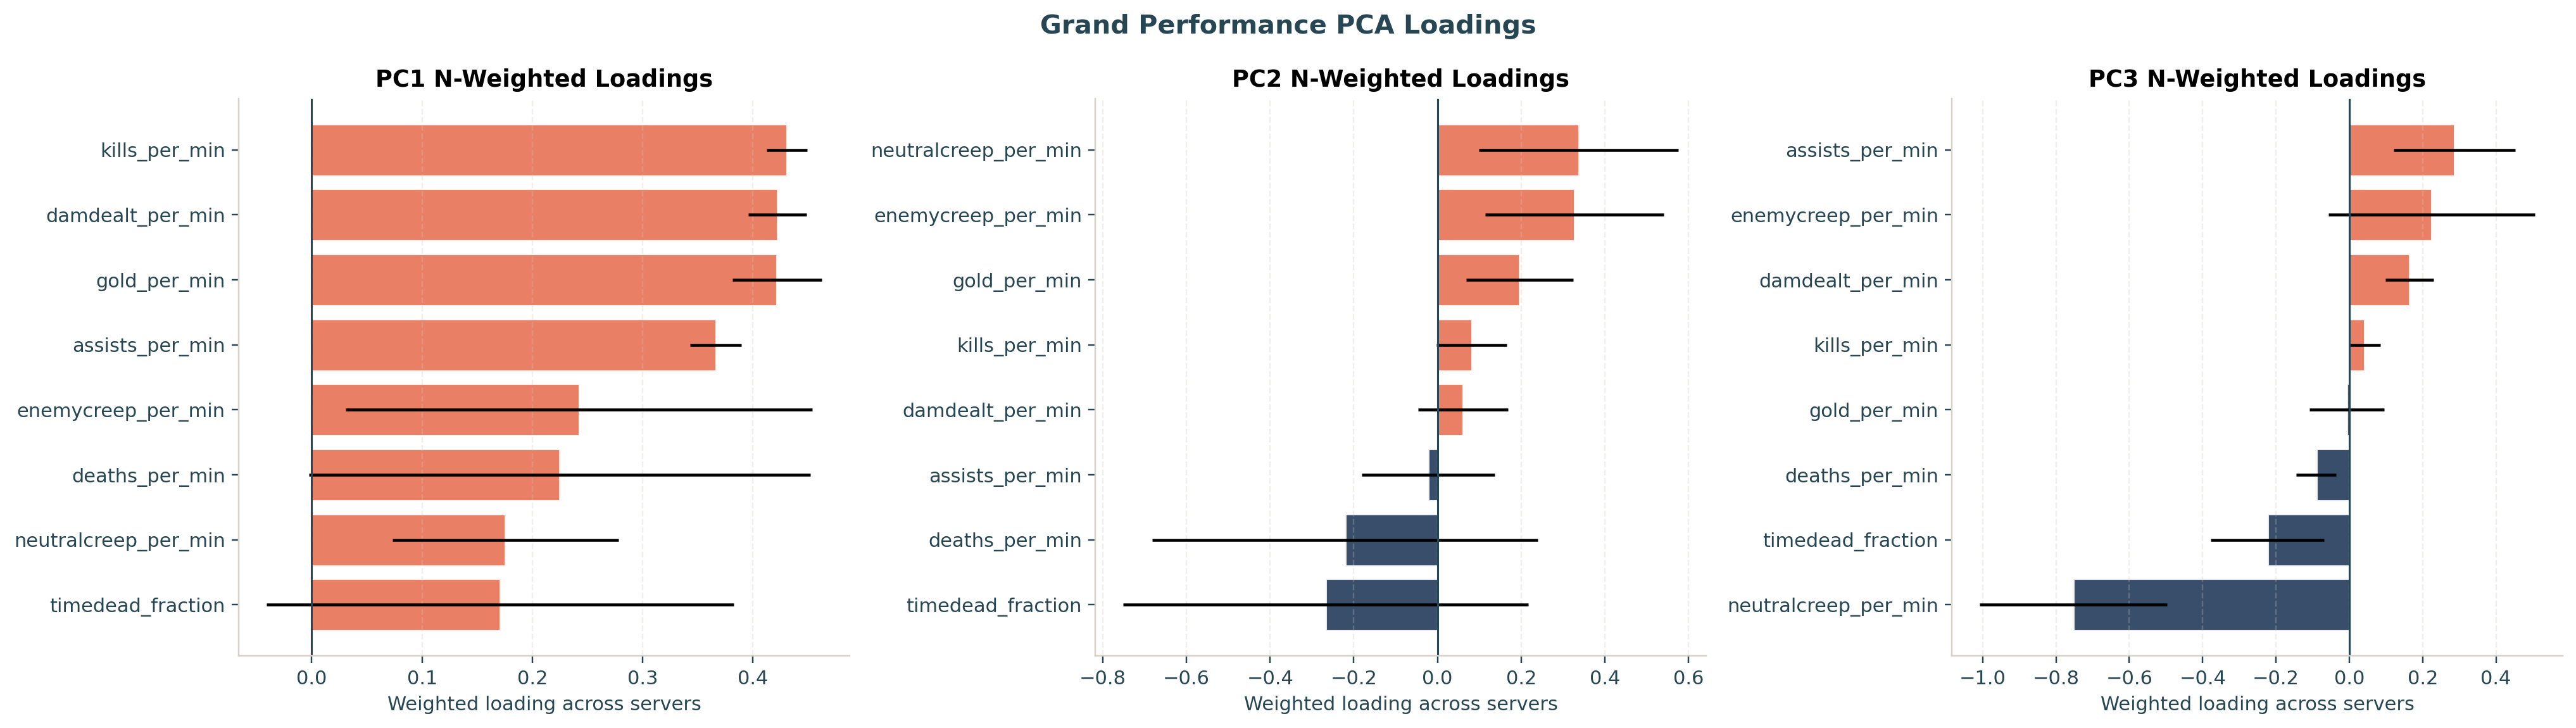 Grand Performance PCA Loadings
PC1 N-Weighted Loadings
kills_per_min
damdealt_per_min
gold_per_min
assists_per_min
enemycreep_per_min
deaths_per_min
neutralcreep_per_min
timedead_fraction
0.0 0.1 0.2 0.3 0.4
Weighted loading across servers
PC2 N-Weighted Loadings
neutralcreep_per_min
enemycreep_per_min
gold_per_min
kills_per_min
damdealt_per_min
assists_per_min
deaths_per_min
timedead_fraction
−0.8 −0.6 −0.4 −0.2 0.0 0.2 0.4 0.6
Weighted loading across servers
PC3 N-Weighted Loadings
assists_per_min
enemycreep_per_min
damdealt_per_min
kills_per_min
gold_per_min
deaths_per_min
timedead_fraction
neutralcreep_per_min
−1.0 −0.8 −0.6 −0.4 −0.2 0.0 0.2 0.4
Weighted loading across servers